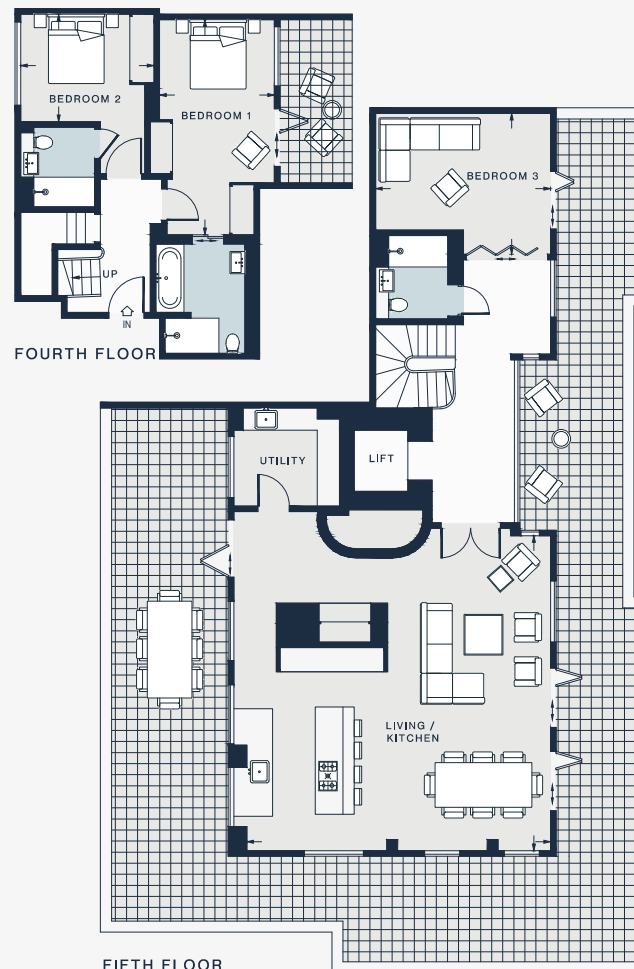 BEDROOM 2
BEDROOM 1
BEDROOM 3
UP
IN
FOURTH FLOOR
UTILITY
LIFT
LIVING /
KITCHEN
FIFTH FLOOR